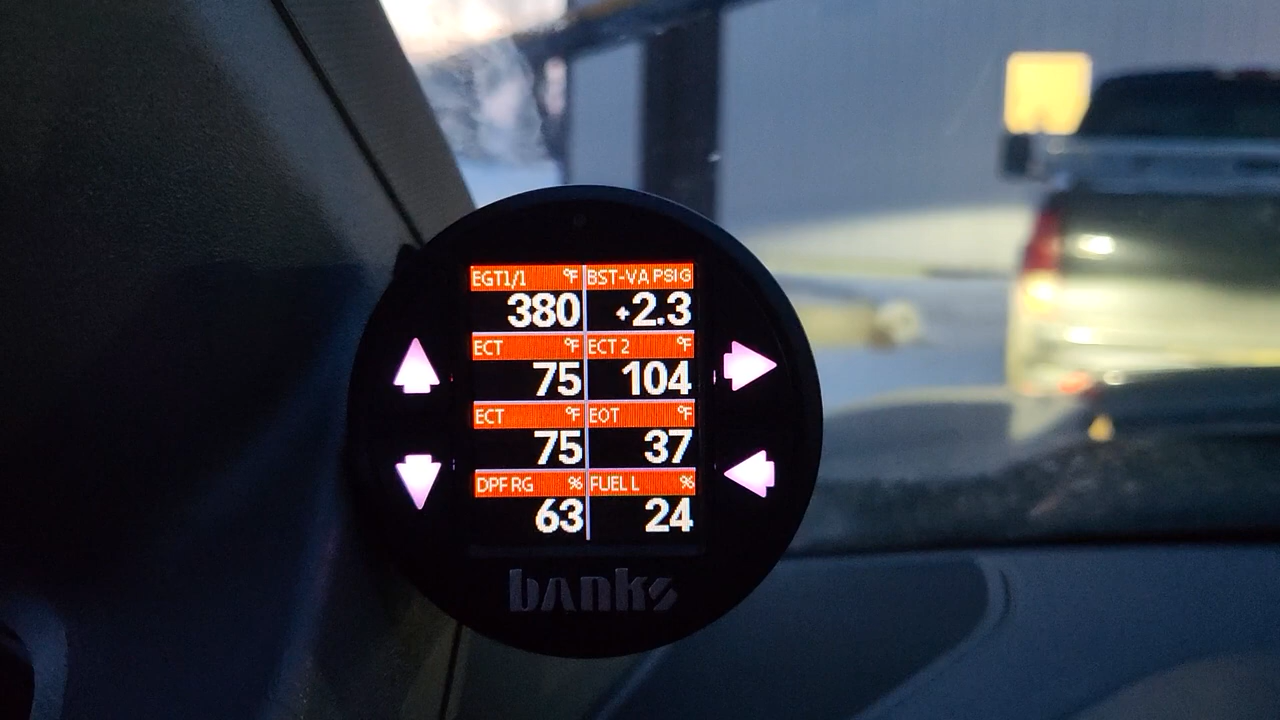 EGT1/1 °F BST-VA PSIG
380 +2.3
ECT °F ECT 2 °F
75 104
ECT °F EOT °F
75 37
DPF RG % FUEL L %
63 24
banks